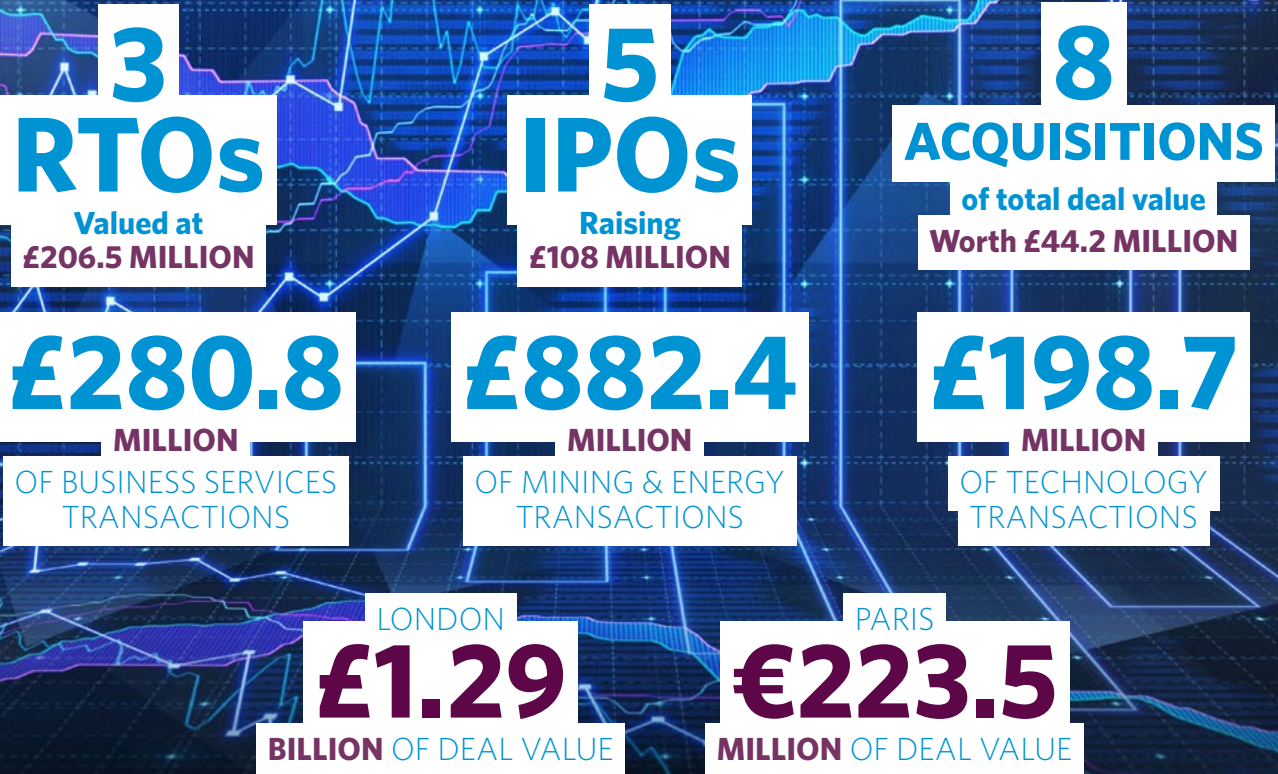 3
RTOs
Valued at
£206.5 MILLION
5
IPOs
Raising
£108 MILLION
8
ACQUISITIONS
of total deal value
Worth £44.2 MILLION
£280.8
MILLION
OF BUSINESS SERVICES
TRANSACTIONS
£882.4
MILLION
OF MINING & ENERGY
TRANSACTIONS
£198.7
MILLION
OF TECHNOLOGY
TRANSACTIONS
LONDON
£1.29
BILLION OF DEAL VALUE
PARIS
€223.5
MILLION OF DEAL VALUE